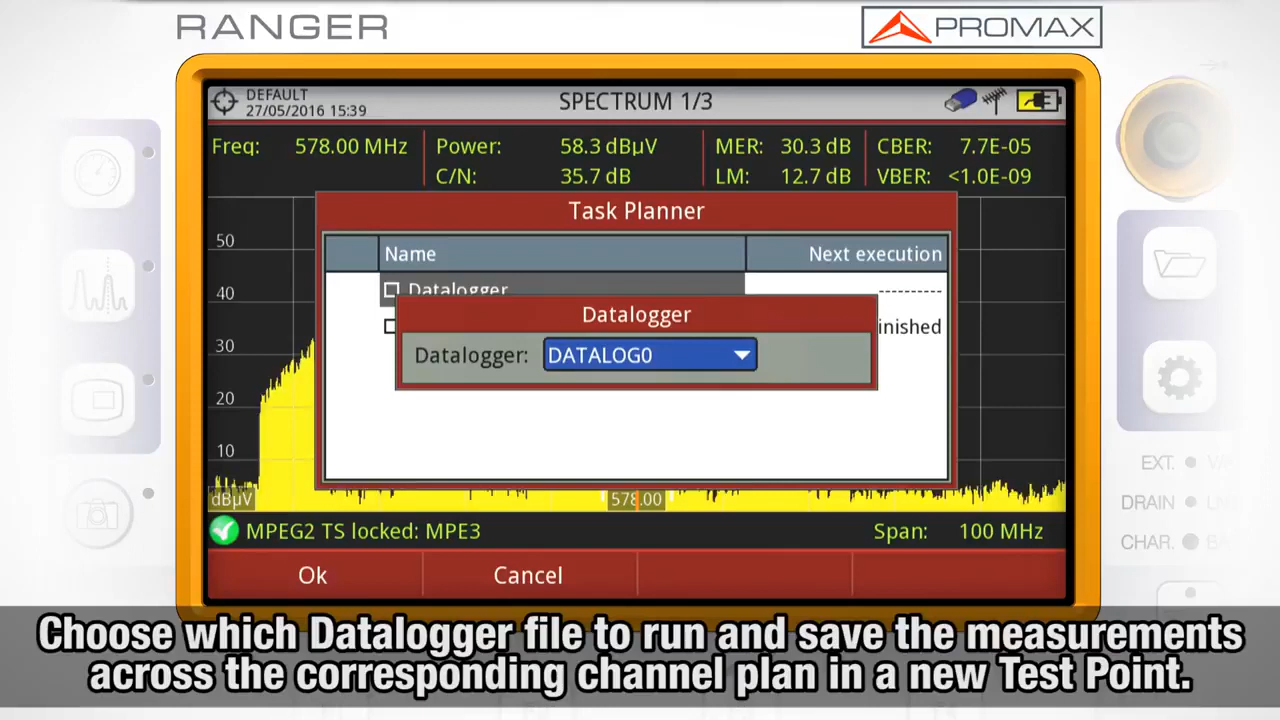 RANGER
PROMAX
DEFAULT
27/05/2016 15:39
SPECTRUM 1/3
Freq: 578.00 MHz
Power: 58.3 dBµV
MER: 30.3 dB
CBER: 7.7E-05
C/N: 35.7 dB
LM: 12.7 dB
VBER: <1.0E-09
Task Planner
Name
Next execution
Datalogger
----------
inished
Datalogger
Datalogger: DATALOG0
50
40
30
20
10
dBµV
578.00
MPEG2 TS locked: MPE3
Span: 100 MHz
Ok
Cancel
EXT.
DRAIN
CHAR.
Choose which Datalogger file to run and save the measurements
across the corresponding channel plan in a new Test Point.